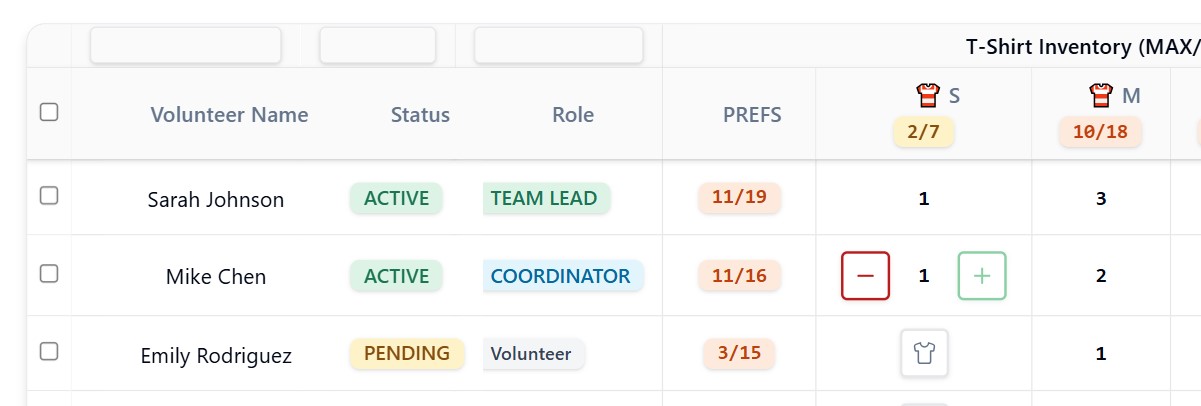 T-Shirt Inventory (MAX/
Volunteer Name Status Role PREFS S M
2/7 10/18
Sarah Johnson ACTIVE TEAM LEAD 11/19 1 3
Mike Chen ACTIVE COORDINATOR 11/16 − 1 + 2
Emily Rodriguez PENDING Volunteer 3/15 1